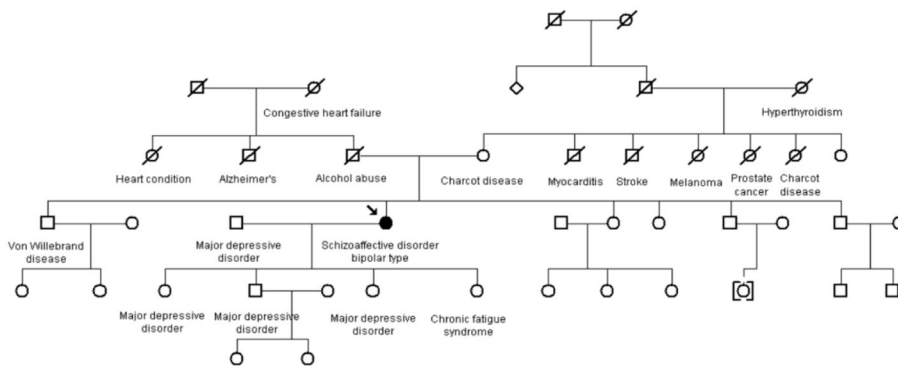 Congestive heart failure
Hyperthyroidism
Heart condition
Alzheimer's
Alcohol abuse
Charcot disease
Myocarditis
Stroke
Melanoma
Prostate
cancer
Charcot
disease
Von Willebrand
disease
Major depressive
disorder
Schizoaffective disorder
bipolar type
Major depressive
disorder
Major depressive
disorder
Major depressive
disorder
Chronic fatigue
syndrome